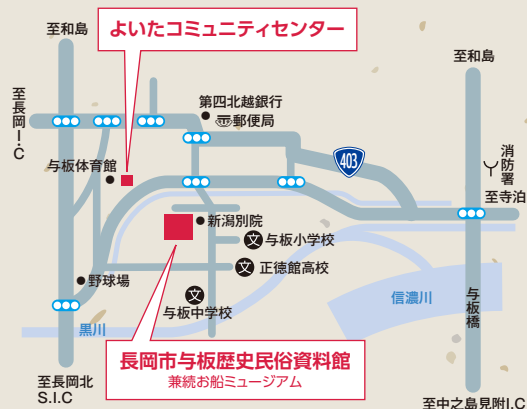 至和島
よいたコミュニティセンター
至和島
至長岡I・C
第四北越銀行
〒郵便局
403
消防署
与板体育館
至寺泊
新潟別院
文
与板小学校
文
正徳館高校
野球場
文
与板中学校
信濃川
与板橋
黒川
長岡市与板歴史民俗資料館
兼続お船ミュージアム
至長岡北
S.I.C
至中之島見附I.C